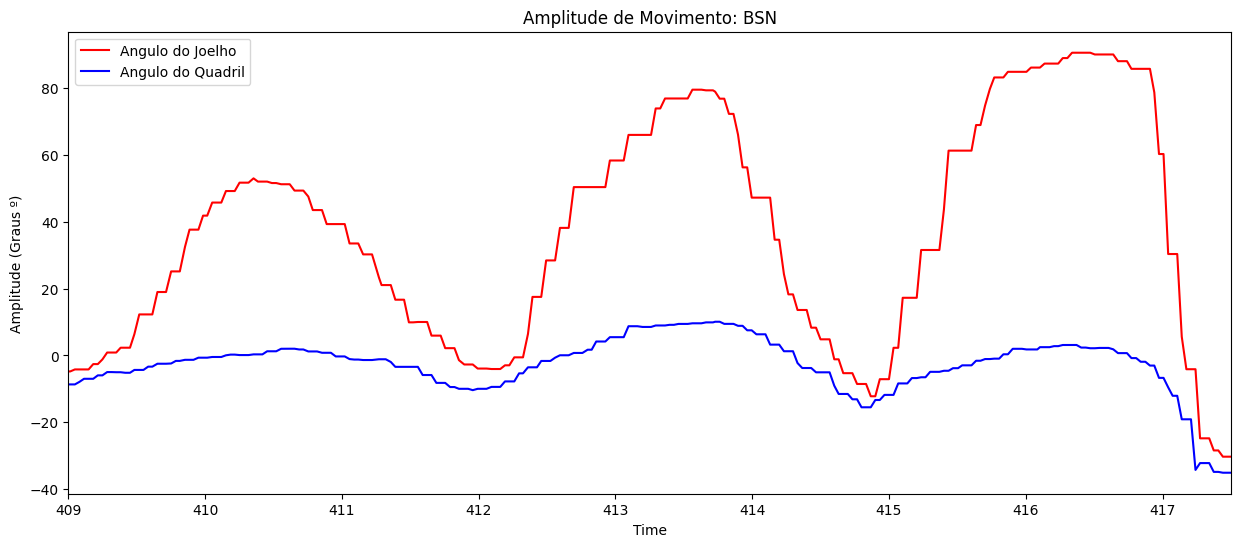 Amplitude de Movimento: BSN
Angulo do Joelho
Angulo do Quadril
Amplitude (Graus º)
80
60
40
20
0
−20
−40
409 410 411 412 413 414 415 416 417
Time